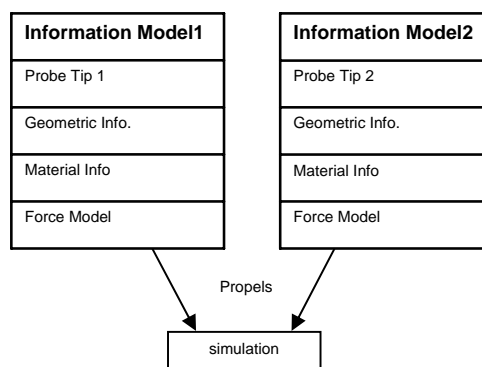 Information Model1
Probe Tip 1
Geometric Info.
Material Info
Force Model
Information Model2
Probe Tip 2
Geometric Info.
Material Info
Force Model
Propels
simulation